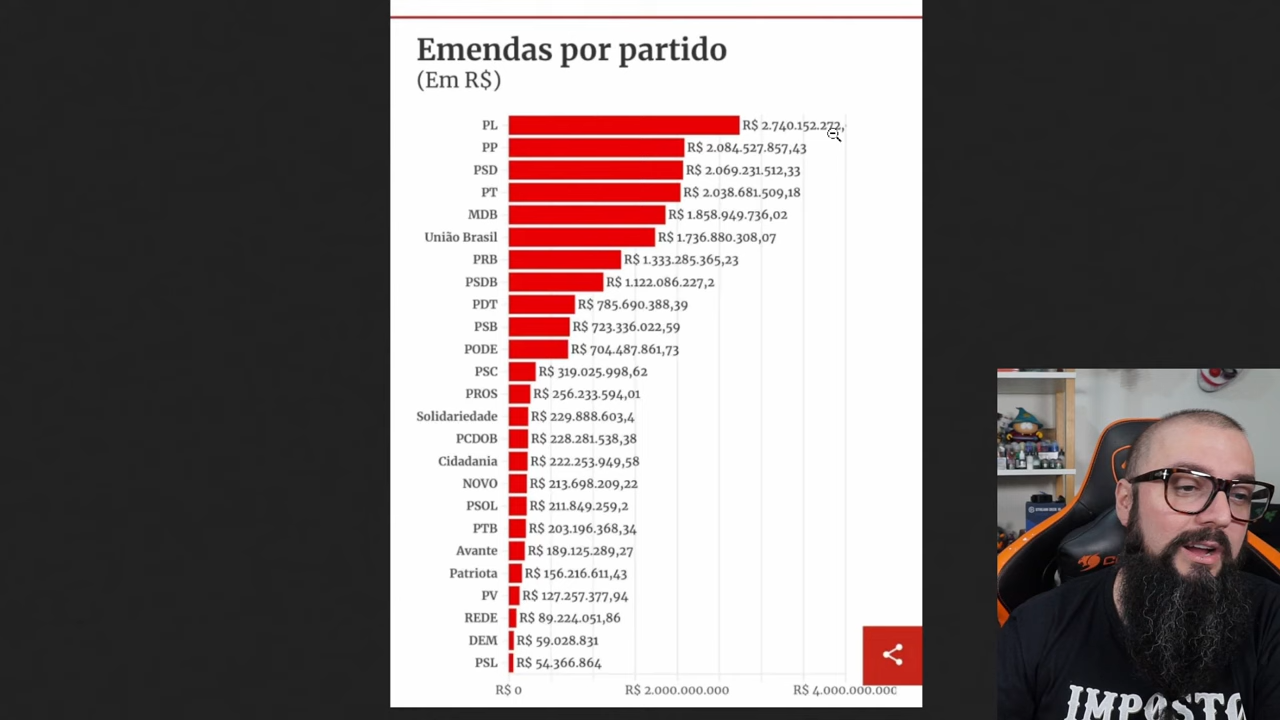 Emendas por partido
(Em R$)
PL R$ 2.740.152.272,
PP R$ 2.084.527.857,43
PSD R$ 2.069.231.512,33
PT R$ 2.038.681.509,18
MDB R$ 1.858.949.736,02
União Brasil R$ 1.736.880.308,07
PRB R$ 1.333.285.365,23
PSDB R$ 1.122.086.227,2
PDT R$ 785.690.388,39
PSB R$ 723.336.022,59
PODE R$ 704.487.861,73
PSC R$ 319.025.998,62
PROS R$ 256.233.594,01
Solidariedade R$ 229.888.603,4
PCDOB R$ 228.281.538,38
Cidadania R$ 222.253.949,58
NOVO R$ 213.698.209,22
PSOL R$ 211.849.259,2
PTB R$ 203.196.368,34
Avante R$ 189.125.289,27
Patriota R$ 156.216.611,43
PV R$ 127.257.377,94
REDE R$ 89.224.051,86
DEM R$ 59.028.831
PSL R$ 54.366.864
R$ 0 R$ 2.000.000.000 R$ 4.000.000.000
IMPOSTO